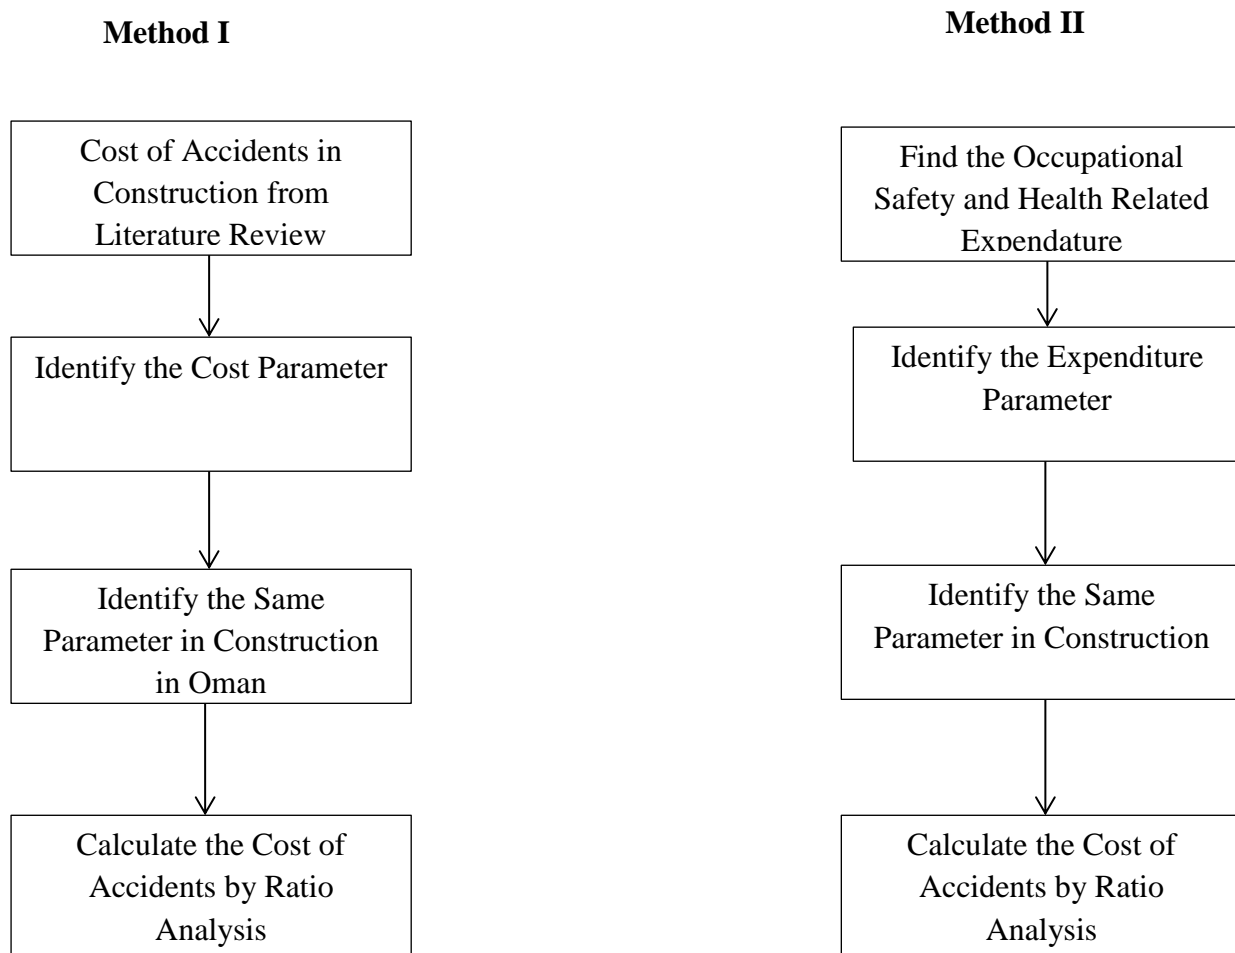 Method I
Cost of Accidents in
Construction from
Literature Review
Identify the Cost Parameter
Identify the Same
Parameter in Construction
in Oman
Calculate the Cost of
Accidents by Ratio
Analysis
Method II
Find the Occupational
Safety and Health Related
Expendature
Identify the Expenditure
Parameter
Identify the Same
Parameter in Construction
Calculate the Cost of
Accidents by Ratio
Analysis